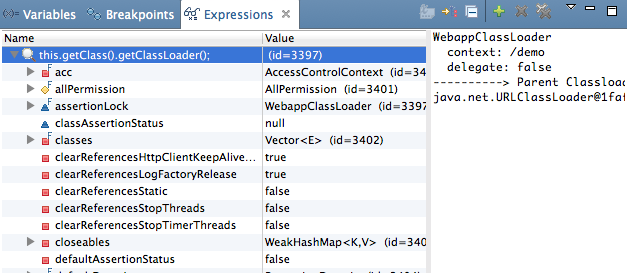 Variables Breakpoints Expressions
Name Value
this.getClass().getClassLoader(); (id=3397)
acc AccessControlContext (id=34
allPermission AllPermission (id=3401)
assertionLock WebappClassLoader (id=3397
classAssertionStatus null
classes Vector<E> (id=3402)
clearReferencesHttpClientKeepAlive... true
clearReferencesLogFactoryRelease true
clearReferencesStatic false
clearReferencesStopThreads false
clearReferencesStopTimerThreads false
closeables WeakHashMap<K,V> (id=340
defaultAssertionStatus false
WebappClassLoader
context: /demo
delegate: false
----------> Parent Classloa
java.net.URLClassLoader@1faf